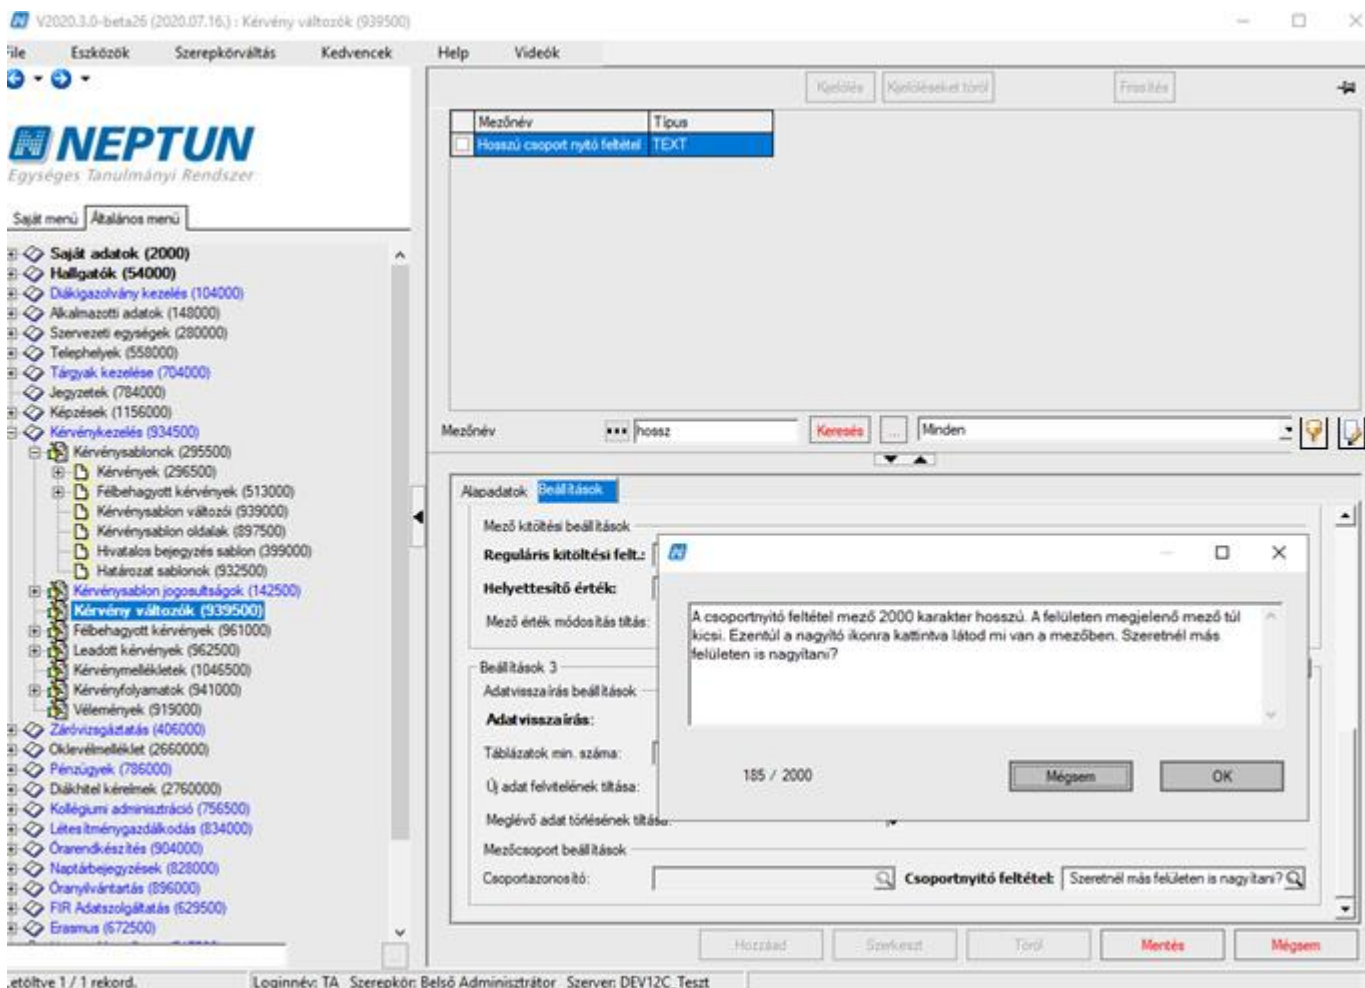 V2020.3.0-beta26 (2020.07.16.) : Kérvény változók (939500)
File Eszközök Szerepkörváltás Kedvencek Help Videók
Kijelölés Kijelöléseket töröl Frissítés
NEPTUN
Egységes Tanulmányi Rendszer
Saját menü Általános menü
Saját adatok (2000)
Hallgatók (54000)
Diákigazolvány kezelés (104000)
Alkalmazotti adatok (148000)
Szervezeti egységek (280000)
Telephelyek (558000)
Tárgyak kezelése (704000)
Jegyzetek (784000)
Képzések (1156000)
Kérvénykezelés (934500)
Kérvénysablonok (295500)
Kérvények (296500)
Félbehagyott kérvények (513000)
Kérvénysablon változói (939000)
Kérvénysablon oldalak (897500)
Hivatalos bejegyzés sablon (399000)
Határozat sablonok (932500)
Kérvénysablon jogosultságok (142500)
Kérvény változók (939500)
Félbehagyott kérvények (961000)
Leadott kérvények (962500)
Kérvénymellékletek (1046500)
Kérvényfolyamatok (941000)
Vélemények (919000)
Záróvizsgáztatás (406000)
Oklevélmelléklet (2660000)
Pénzügyek (786000)
Diákhitel kérelmek (2760000)
Kollégiumi adminisztráció (756500)
Létesítménygazdálkodás (834000)
Órarendkészítés (904000)
Naptárbejegyzések (828000)
Óranyilvántartás (896000)
FIR Adatszolgáltatás (629500)
Erasmus (672500)
Mezőnév Típus
Hosszú csoport nyitó feltétel TEXT
Mezőnév ... hossz Keresés ... Minden
Alapadatok Beállítások
Mező kitöltési beállítások
Reguláris kitöltési felt.:
Helyettesítő érték:
Mező érték módosítás tiltás:
Beállítások 3
Adatvisszaírás beállítások
Adatvisszaírás:
Táblázatok min. száma:
Új adat felvitelének tiltása:
Meglévő adat törlésének tiltása:
Mezőcsoport beállítások
Csoportazonosító: Csoportnyitó feltétel: Szeretnél más felületen is nagyítani?
A csoportnyitó feltétel mező 2000 karakter hosszú. A felületen megjelenő mező túl
kicsi. Ezentúl a nagyító ikonra kattintva látod mi van a mezőben. Szeretnél más
felületen is nagyítani?
185 / 2000 Mégsem OK
Hozzáad Szerkeszt Töröl Mentés Mégsem
Letöltve 1 / 1 rekord. Loginnév: TA Szerepkör: Belső Adminisztrátor Szerver: DEV12C_Teszt